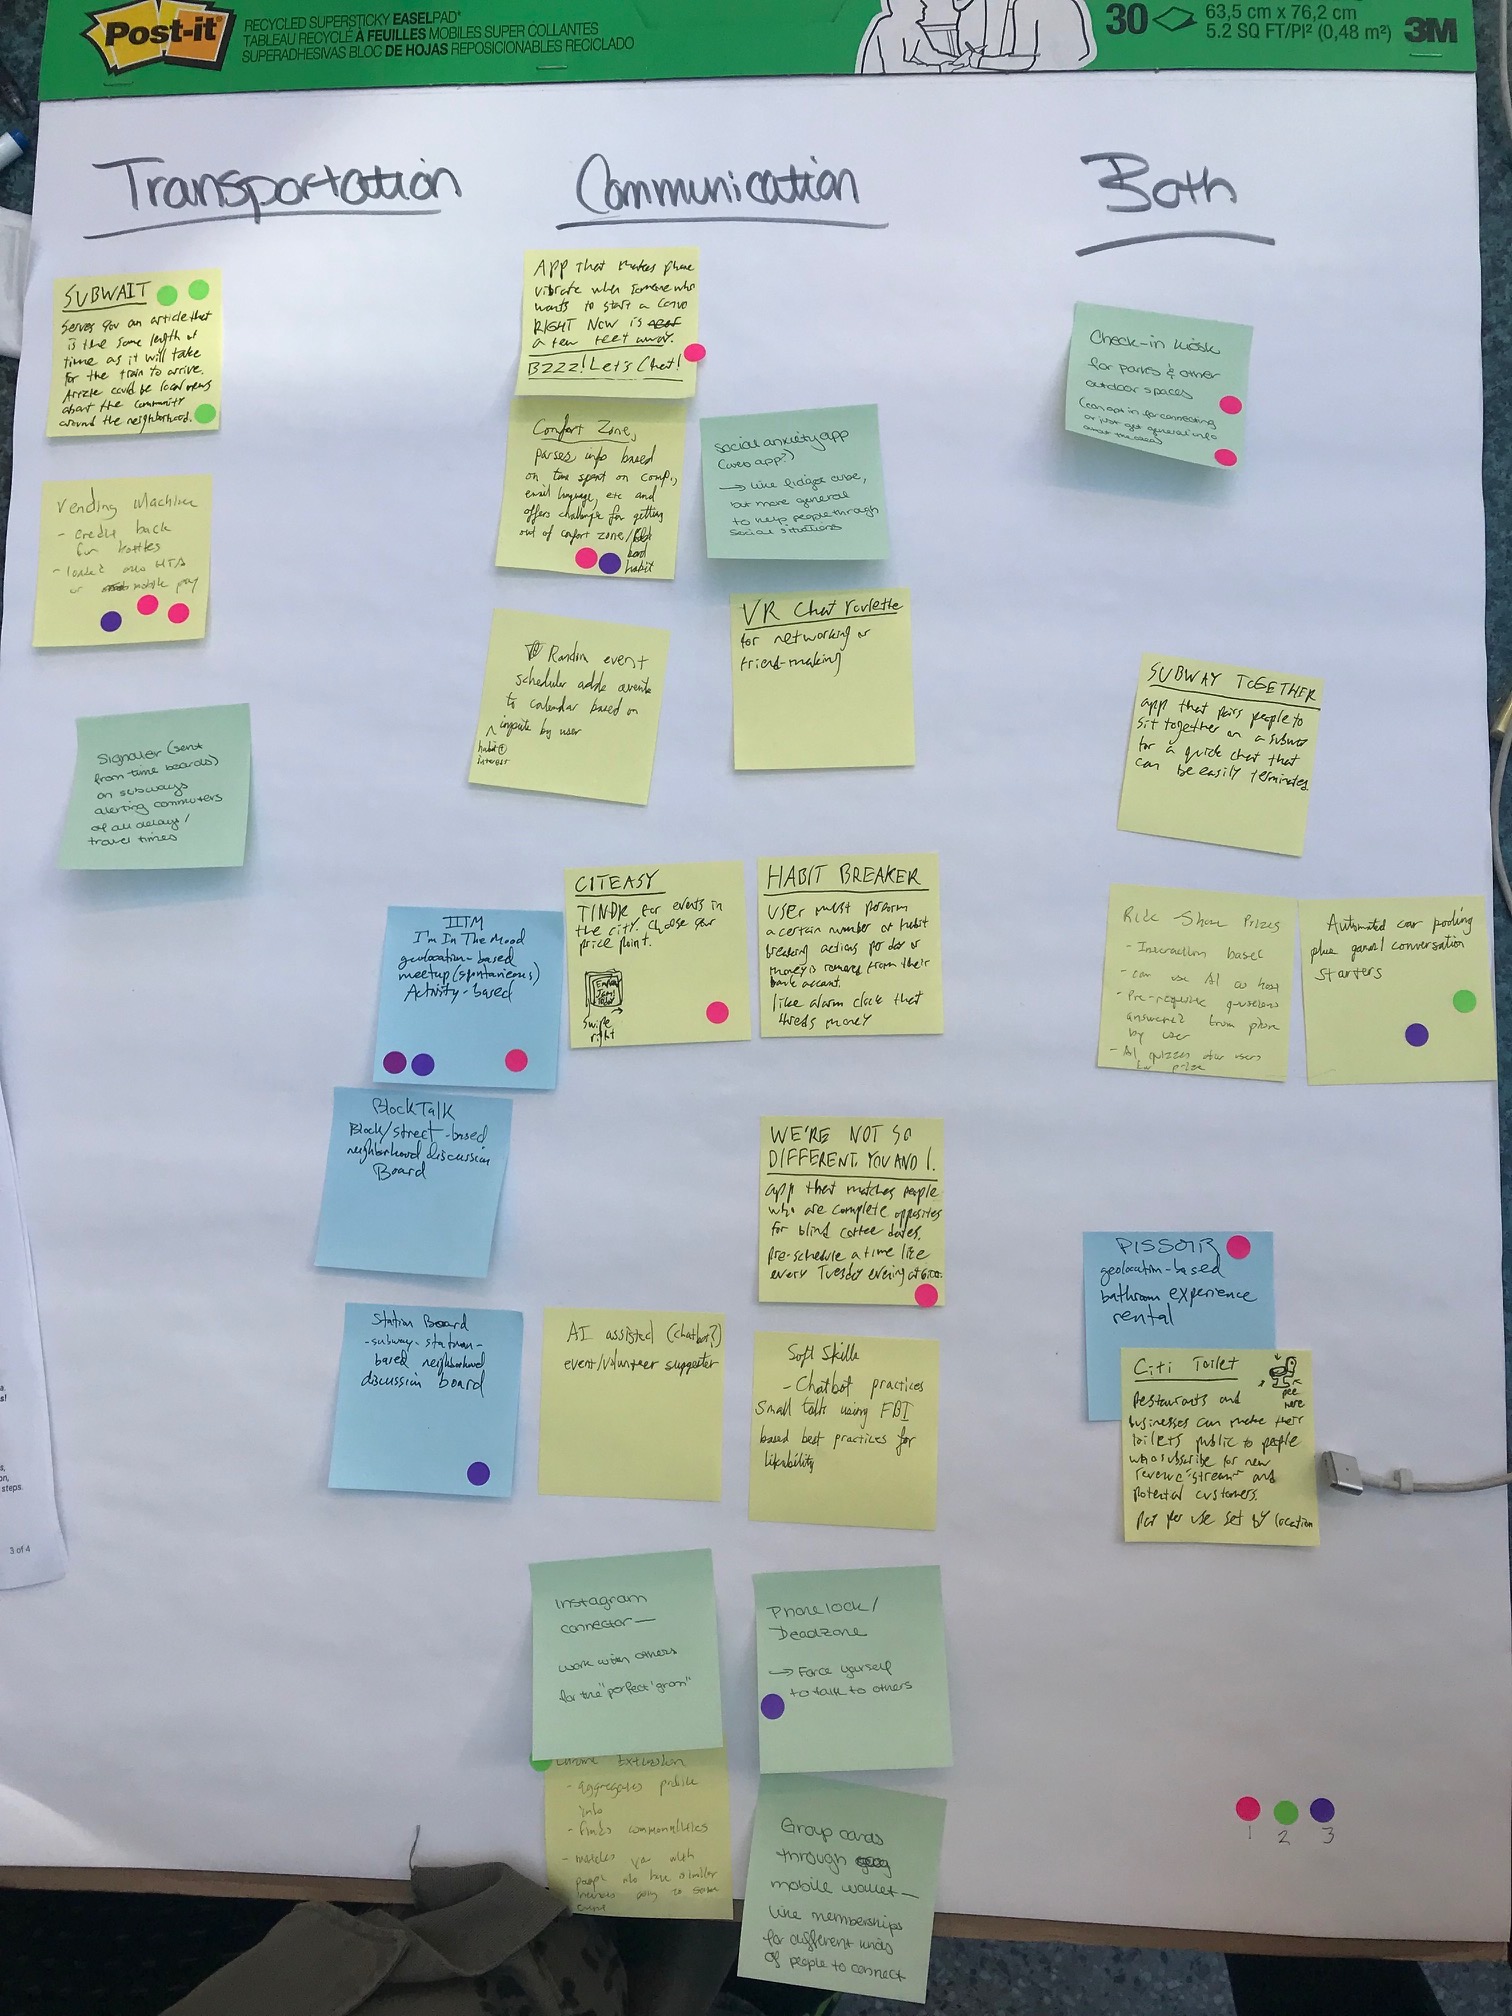 Post-it
RECYCLED SUPERSTICKY EASELPAD
TABLEAU RECYCLÉ À FEUILLES MOBILES SUPER COLLANTES
SUPERADHESIVAS BLOC DE HOJAS REPOSICIONABLES RECICLADO
30
63,5 cm x 76,2 cm
5.2 SQ FT/PI² (0,48 m²)
3M
Transportation
SUBWAIT
Serves you an article that
is the same length of
time as it will take
for the train to arrive.
Article could be local news
about the community
around the neighborhood.
Vending Machine
- credit back
for bottles
- loaded onto MTA
or mobile pay
Signaler (sent
from time boards)
on subways
alerting commuters
of all delays/
travel times
Communication
App that makes phone
vibrate when someone who
wants to start a convo
RIGHT NOW is
a few feet away.
BZZZ! Let's Chat!
Comfort Zone,
parses info based
on time spent on comp,
email language, etc and
offers challenge for getting
out of comfort zone/
bad
habit
Social anxiety app
(web app?)
→ like fidget cube,
but more general
to help people through
social situations
Random event
scheduler adds events
to calendar based on
^ inputs by user
habit +
interest
VR Chat roulette
for networking or
friend-making
IITM
I'm In The Mood
geolocation-based
meetup (spontaneous)
Activity-based
CITEASY
TINDR for events in
the city. Choose your
price point.
Swipe
right
HABIT BREAKER
User must perform
a certain number of habit
breaking actions per day or
money is removed from their
bank account.
like alarm clock that
shreds money
BlockTalk
Block/Street-based
neighborhood discussion
Board
WE'RE NOT SO
DIFFERENT, YOU AND I.
app that matches people
who are complete opposites
for blind coffee dates.
Pre-schedule a time like
every Tuesday evening at
Station Board
-subway-station-
based neighborhood
discussion board
AI assisted (chatbot?)
event/volunteer suggester
Soft Skills
- Chatbot practices
small talk using FBI
based best practices for
likability
Instagram
connector—
work with others
for the "perfect 'gram"
Phone lock/
Deadzone
→ Force yourself
to talk to others
Chrome Extension
- aggregates public
info
- finds commonalities
- matches you with
people who have similar
interests going to same
event
Group cards
through
mobile wallet—
like memberships
for different kinds
of people to connect
Both
Check-in kiosk
for parks & other
outdoor spaces
(can opt in for connecting
or just get general info
about the area)
SUBWAY TOGETHER
app that pairs people to
sit together on a subway
for a quick chat that
can be easily terminated
Ride-Share Prizes
- Interaction based
- can use AI as host
- Pre-requisite questions
answered from phone
by user
- AI quizzes other users
for prize
Automated car pooling
plus game/conversation
starters
PISSOIR
geolocation-based
bathroom experience
rental
Citi Toilet
pee
here
Restaurants and
businesses can make their
toilets public to people
who subscribe for new
revenue "stream" and
potential customers.
Pay per use set by location
1 2 3
steps.
3 of 4